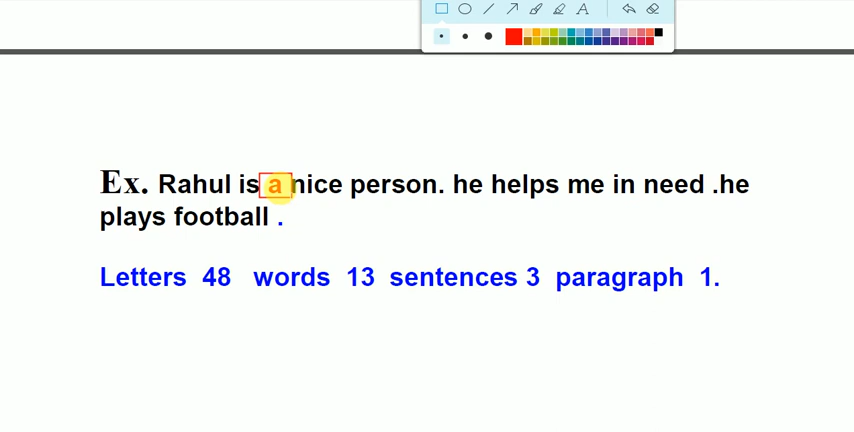 Ex. Rahul is a nice person. he helps me in need .he
plays football .
Letters 48 words 13 sentences 3 paragraph 1.